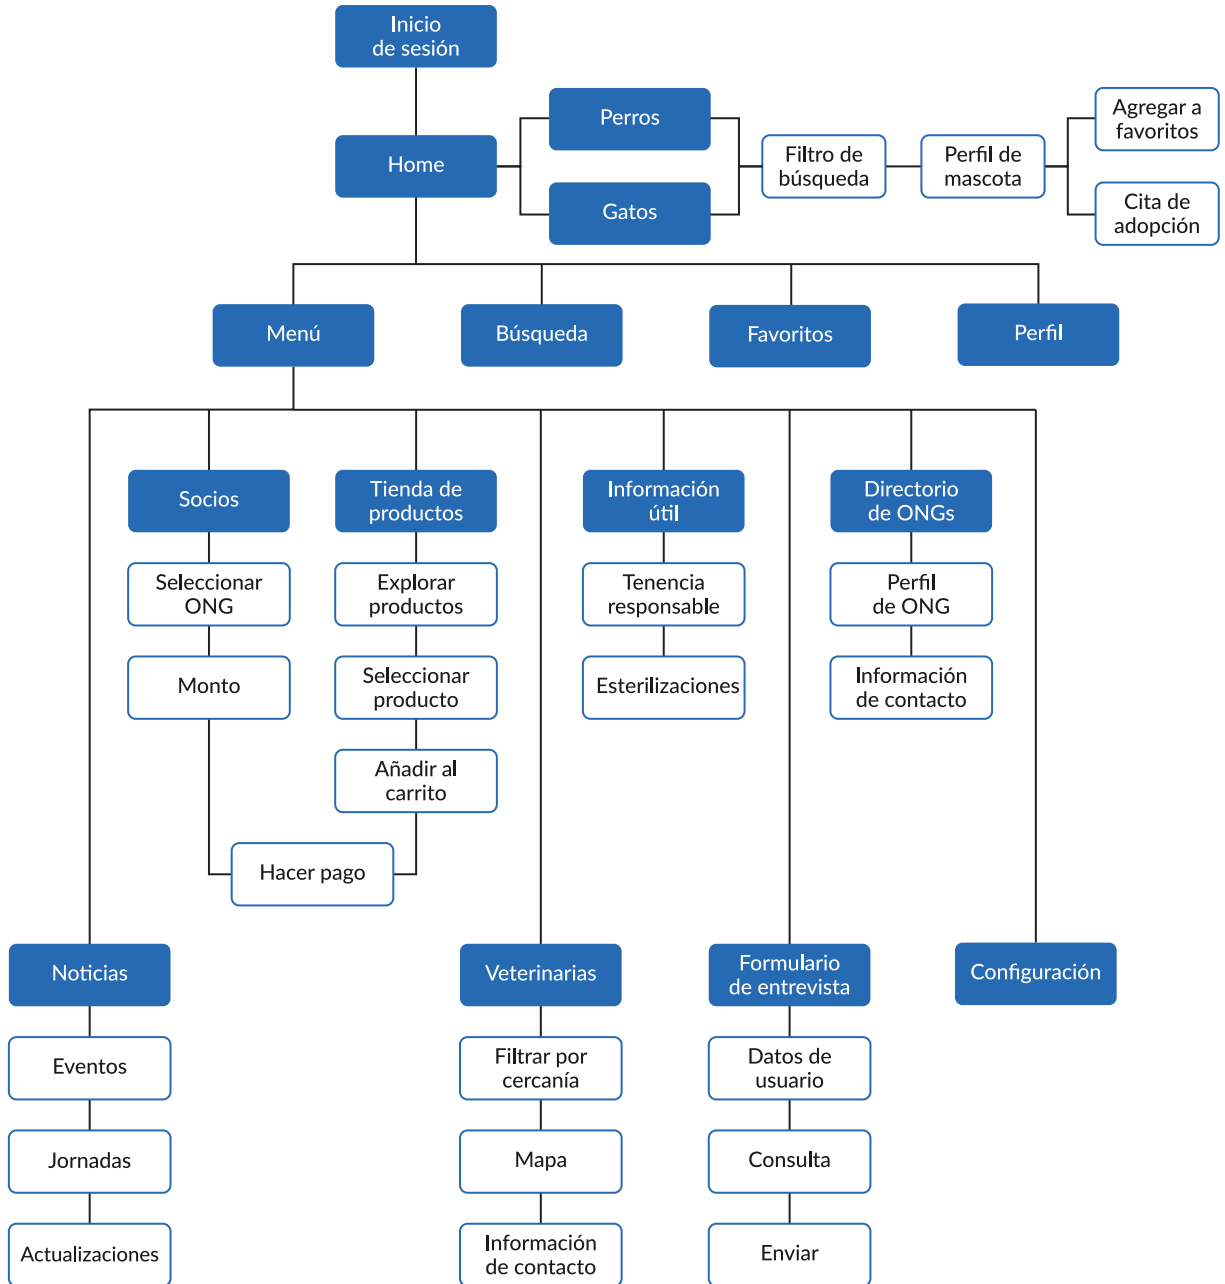 Inicio
de sesión
Perros
Agregar a
favoritos
Home
Filtro de
búsqueda
Perfil de
mascota
Gatos
Cita de
adopción
Menú
Búsqueda
Favoritos
Perfil
Socios
Tienda de
productos
Información
útil
Directorio
de ONGs
Seleccionar
ONG
Explorar
productos
Tenencia
responsable
Perfil
de ONG
Monto
Seleccionar
producto
Esterilizaciones
Información
de contacto
Añadir al
carrito
Hacer pago
Noticias
Veterinarias
Formulario
de entrevista
Configuración
Eventos
Filtrar por
cercanía
Datos de
usuario
Jornadas
Mapa
Consulta
Actualizaciones
Información
de contacto
Enviar